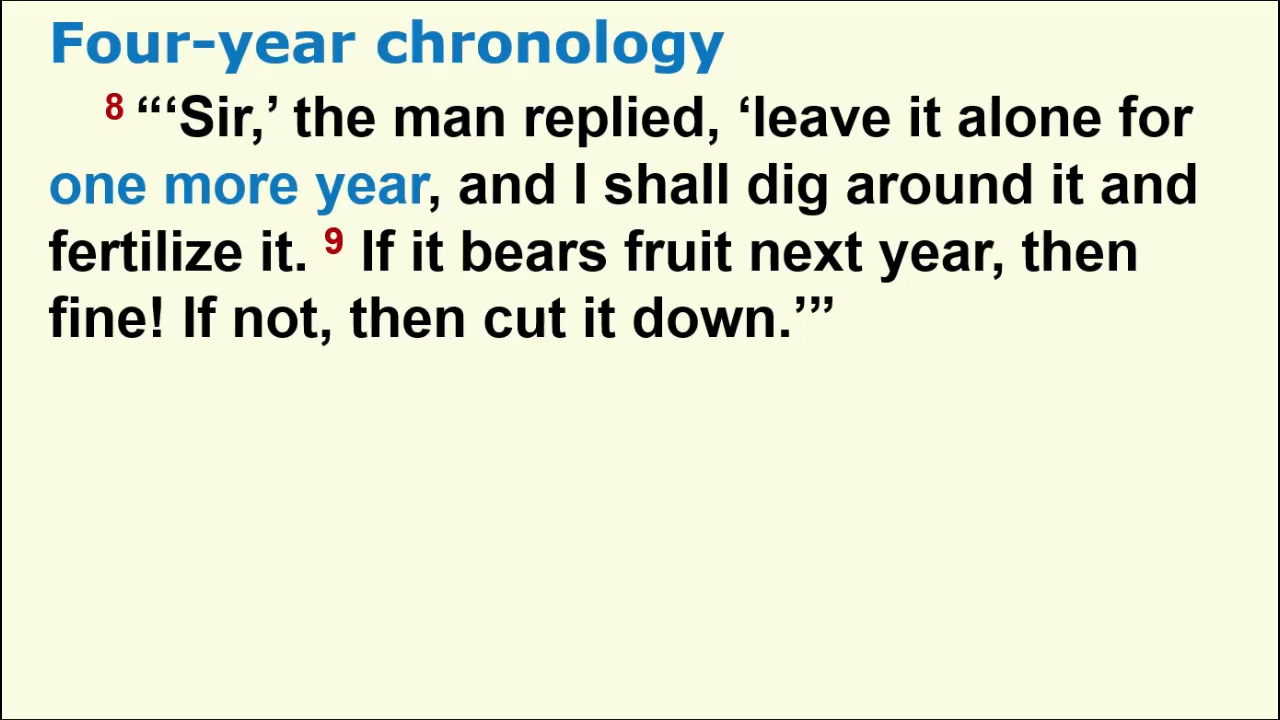 Four-year chronology
8 “‘Sir,’ the man replied, ‘leave it alone for
one more year, and I shall dig around it and
fertilize it. 9 If it bears fruit next year, then
fine! If not, then cut it down.’”